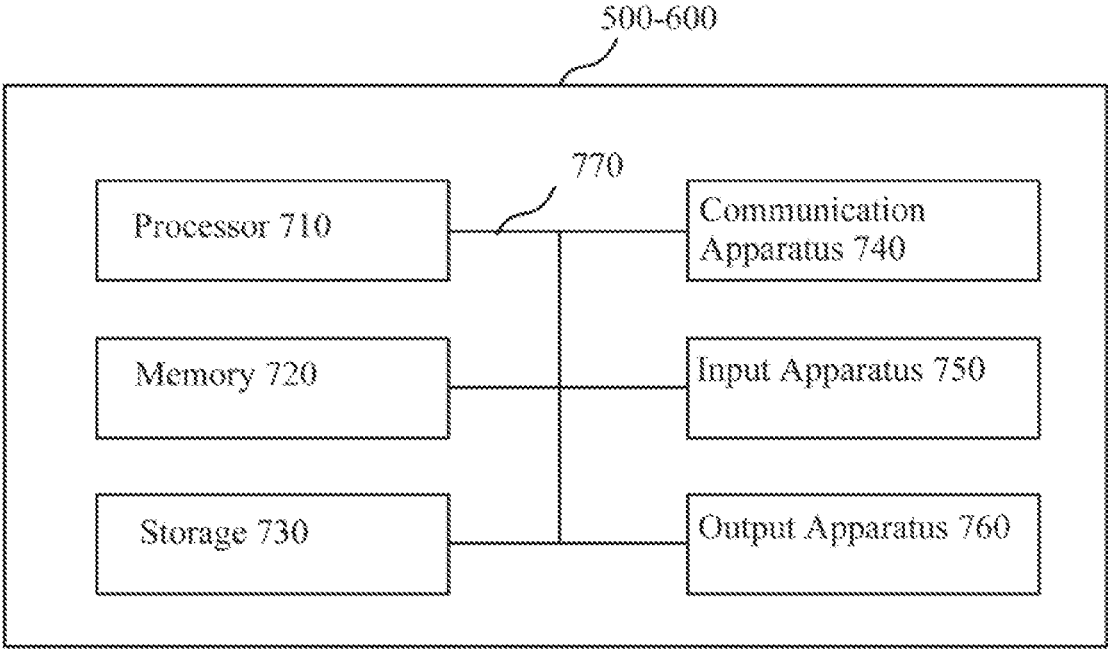 500-600
770
Processor 710
Communication
Apparatus 740
Memory 720
Input Apparatus 750
Storage 730
Output Apparatus 760